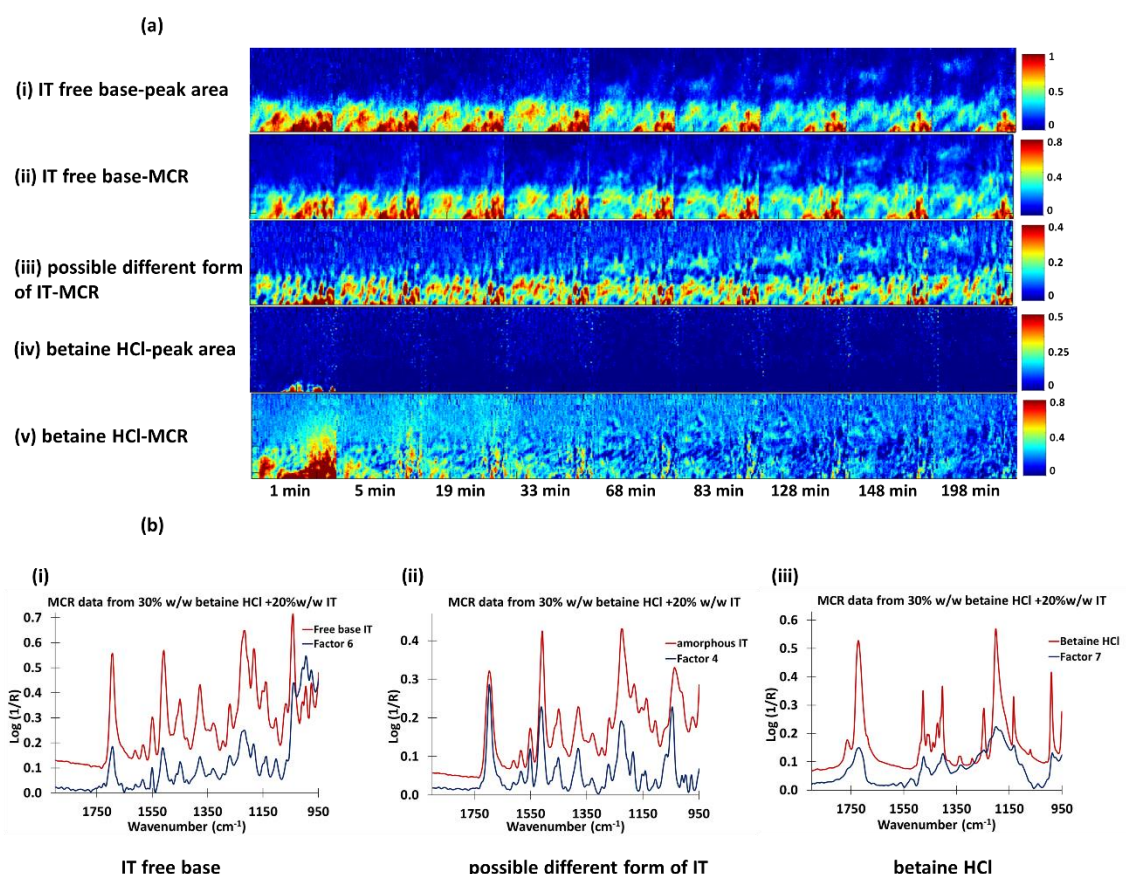 (a)
(i) IT free base-peak area
1
0.5
0
(ii) IT free base-MCR
0.8
0.4
0
(iii) possible different form
of IT-MCR
0.4
0.2
0
(iv) betaine HCl-peak area
0.5
0.25
0
(v) betaine HCl-MCR
0.8
0.4
0
1 min 5 min 19 min 33 min 68 min 83 min 128 min 148 min 198 min
(b)
(i)
MCR data from 30% w/w betaine HCl +20%w/w IT
Free base IT
Factor 6
Log (1/R)
0.7
0.6
0.5
0.4
0.3
0.2
0.1
0.0
1750 1550 1350 1150 950
Wavenumber (cm-1)
IT free base
(ii)
MCR data from 30% w/w betaine HCl +20% w/w IT
amorphous IT
Factor 4
Log (1/R)
0.4
0.3
0.2
0.1
0.0
1750 1550 1350 1150 950
Wavenumber (cm-1)
possible different form of IT
(iii)
MCR data from 30% w/w betaine HCl +20%w/w IT
Betaine HCl
Factor 7
Log (1/R)
0.6
0.5
0.4
0.3
0.2
0.1
0.0
1750 1550 1350 1150 950
Wavenumber (cm-1)
betaine HCl